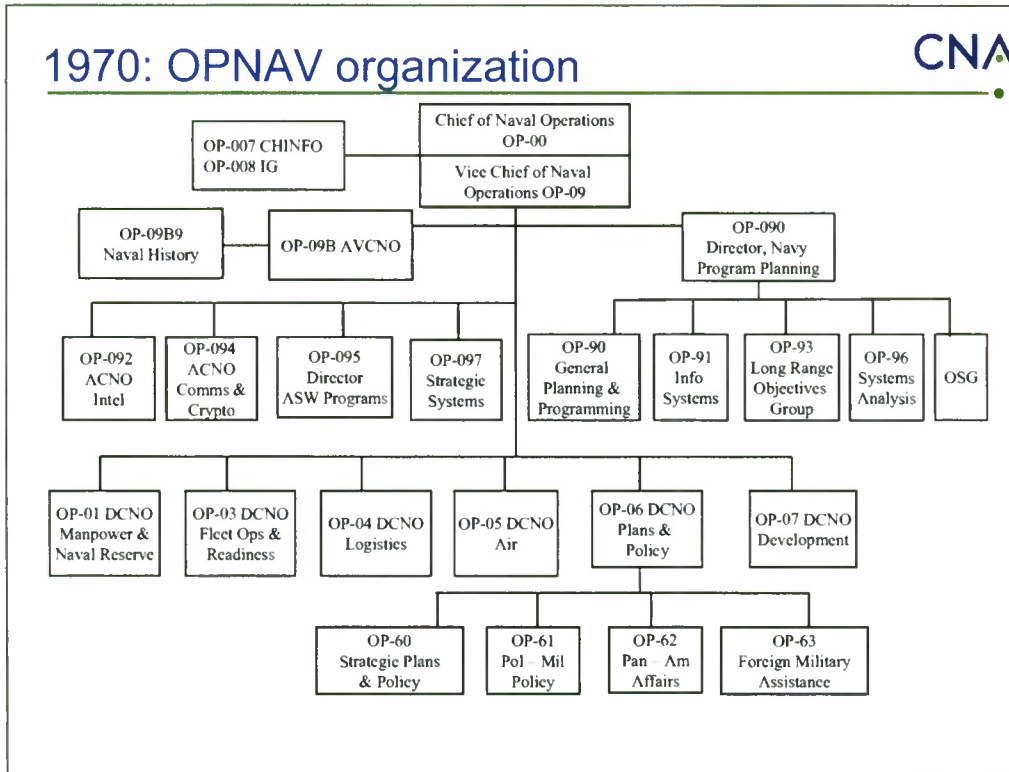 1970: OPNAV organization
CNA
OP-007 CHINFO
OP-008 IG
Chief of Naval Operations
OP-00
Vice Chief of Naval
Operations OP-09
OP-09B9
Naval History
OP-09B AVCNO
OP-090
Director, Navy
Program Planning
OP-092
ACNO
Intel
OP-094
ACNO
Comms &
Crypto
OP-095
Director
ASW Programs
OP-097
Strategic
Systems
OP-90
General
Planning &
Programming
OP-91
Info
Systems
OP-93
Long Range
Objectives
Group
OP-96
Systems
Analysis
OSG
OP-01 DCNO
Manpower &
Naval Reserve
OP-03 DCNO
Fleet Ops &
Readiness
OP-04 DCNO
Logistics
OP-05 DCNO
Air
OP-06 DCNO
Plans &
Policy
OP-07 DCNO
Development
OP-60
Strategic Plans
& Policy
OP-61
Pol – Mil
Policy
OP-62
Pan – Am
Affairs
OP-63
Foreign Military
Assistance